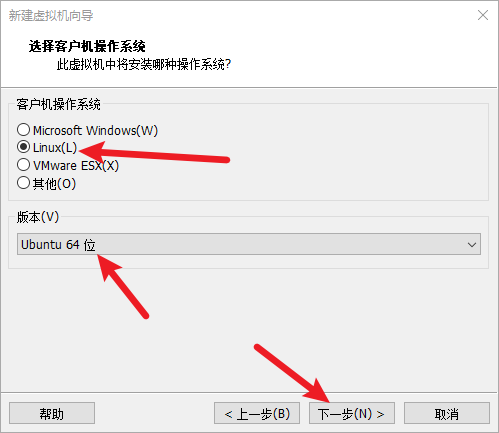 新建虚拟机向导
选择客户机操作系统
此虚拟机中将安装哪种操作系统?
客户机操作系统
Microsoft Windows(W)
Linux(L)
VMware ESX(X)
其他(O)
版本(V)
Ubuntu 64 位
帮助
< 上一步(B)
下一步(N) >
取消